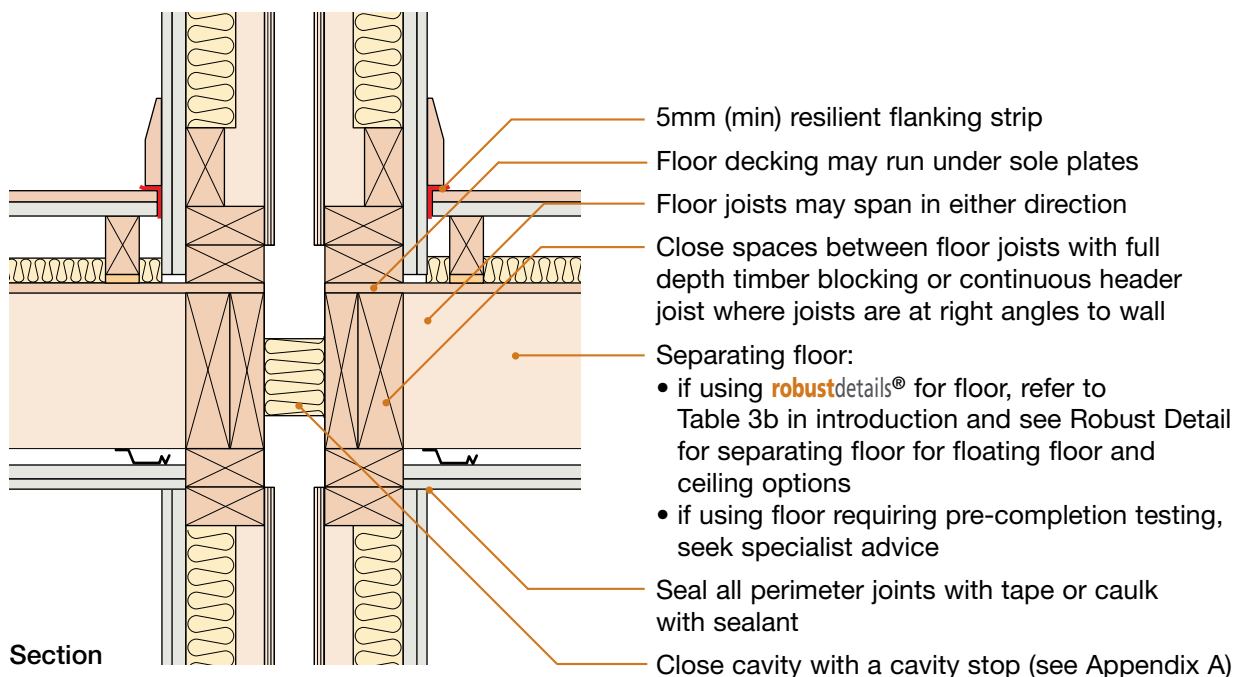 5mm (min) resilient flanking strip
Floor decking may run under sole plates
Floor joists may span in either direction
Close spaces between floor joists with full
depth timber blocking or continuous header
joist where joists are at right angles to wall
Separating floor:
• if using robustdetails® for floor, refer to
Table 3b in introduction and see Robust Detail
for separating floor for floating floor and
ceiling options
• if using floor requiring pre-completion testing,
seek specialist advice
Seal all perimeter joints with tape or caulk
with sealant
Close cavity with a cavity stop (see Appendix A)
Section